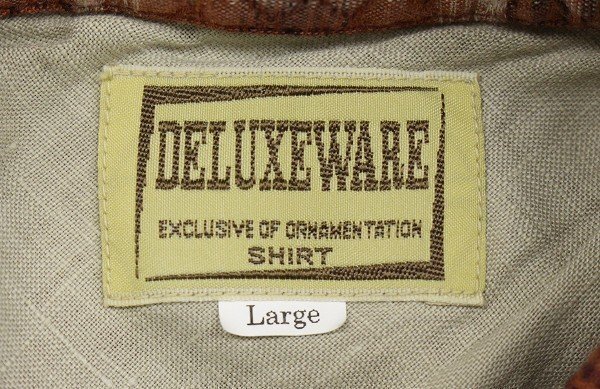 DELUXEWARE
EXCLUSIVE OF ORNAMENTATION
SHIRT
Large